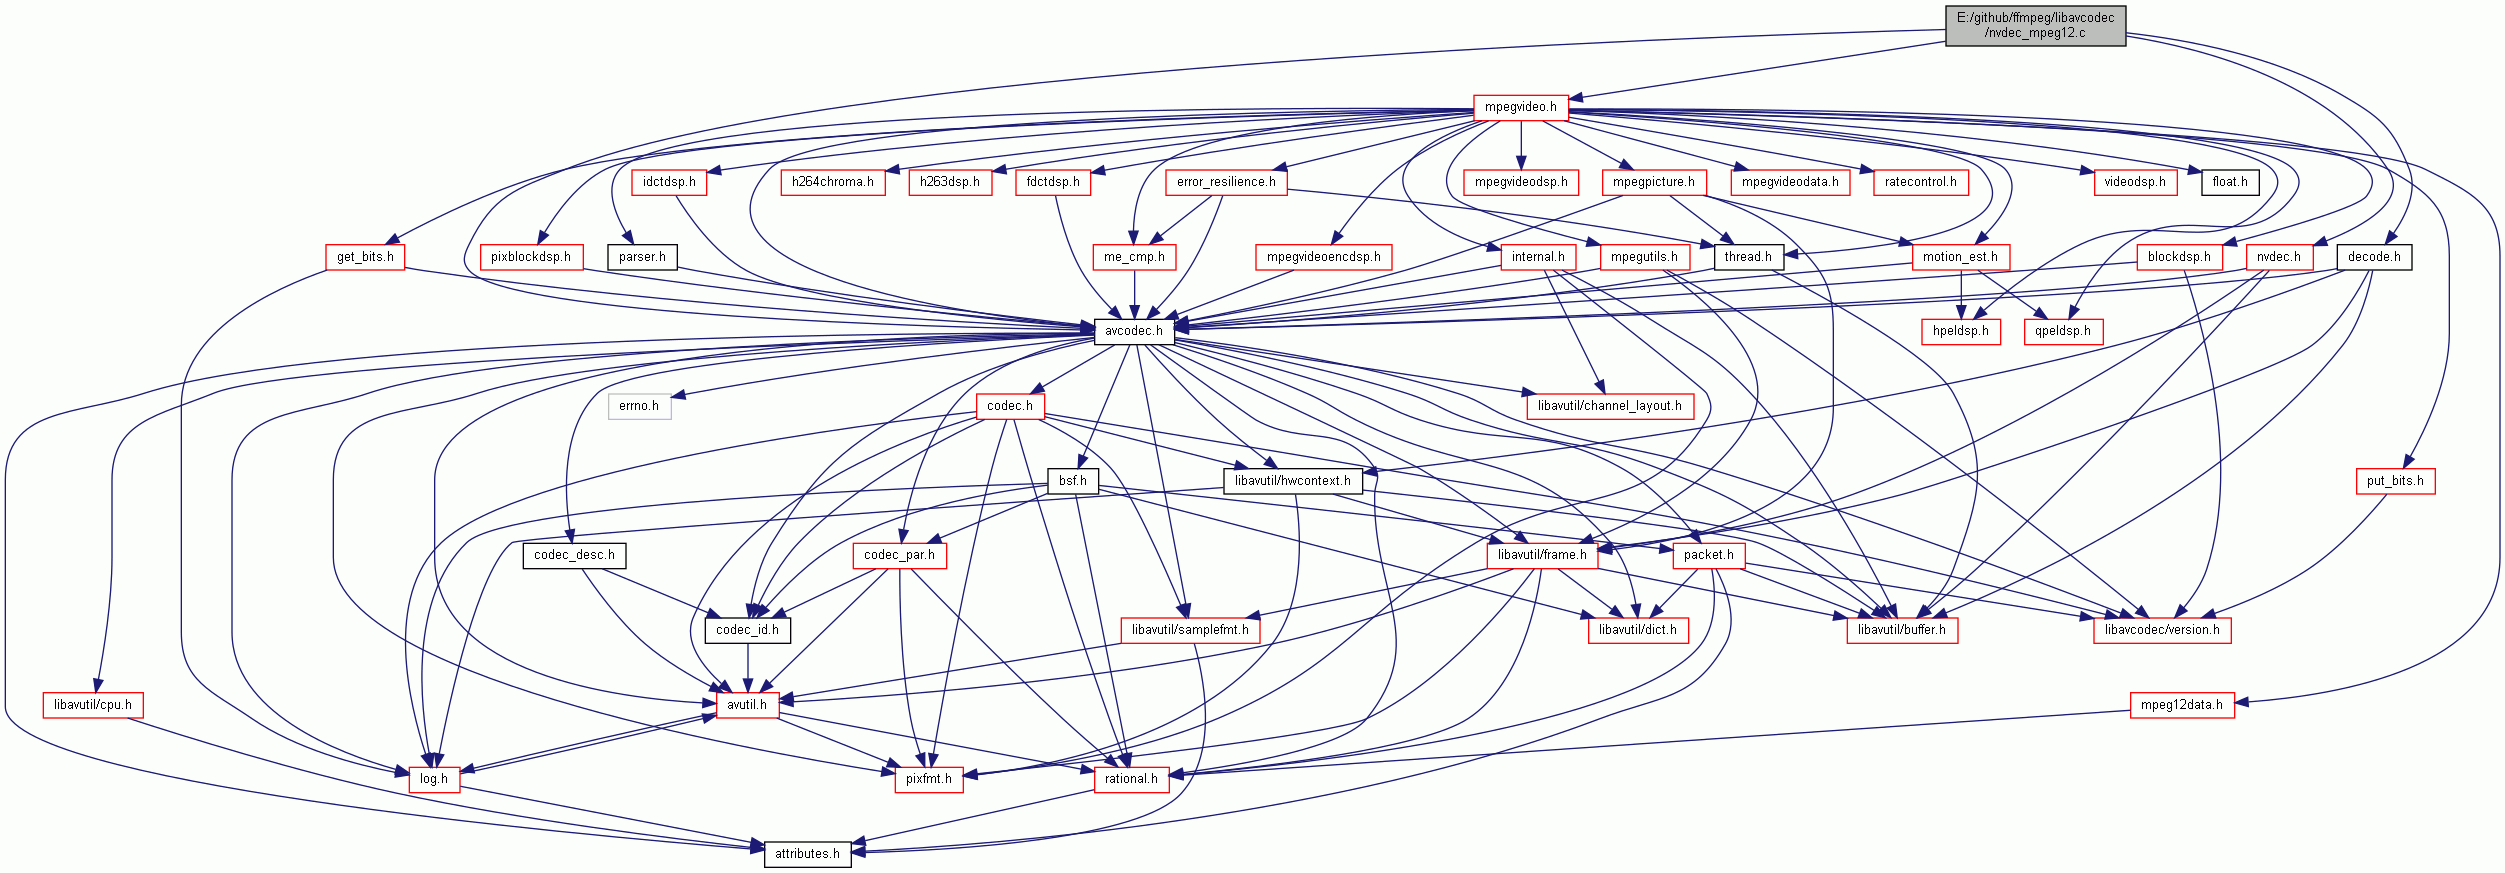 E:/github/ffmpeg/libavcodec
/nvdec_mpeg12.c
mpegvideo.h
idctdsp.h
h264chroma.h
h263dsp.h
fdctdsp.h
error_resilience.h
mpegvideodsp.h
mpegpicture.h
mpegvideodata.h
ratecontrol.h
videodsp.h
float.h
get_bits.h
pixblockdsp.h
parser.h
me_cmp.h
mpegvideoencdsp.h
internal.h
mpegutils.h
thread.h
motion_est.h
blockdsp.h
nvdec.h
decode.h
avcodec.h
hpeldsp.h
qpeldsp.h
errno.h
codec.h
libavutil/channel_layout.h
bsf.h
libavutil/hwcontext.h
put_bits.h
codec_desc.h
codec_par.h
libavutil/frame.h
packet.h
codec_id.h
libavutil/samplefmt.h
libavutil/dict.h
libavutil/buffer.h
libavcodec/version.h
libavutil/cpu.h
avutil.h
mpeg12data.h
log.h
pixfmt.h
rational.h
attributes.h